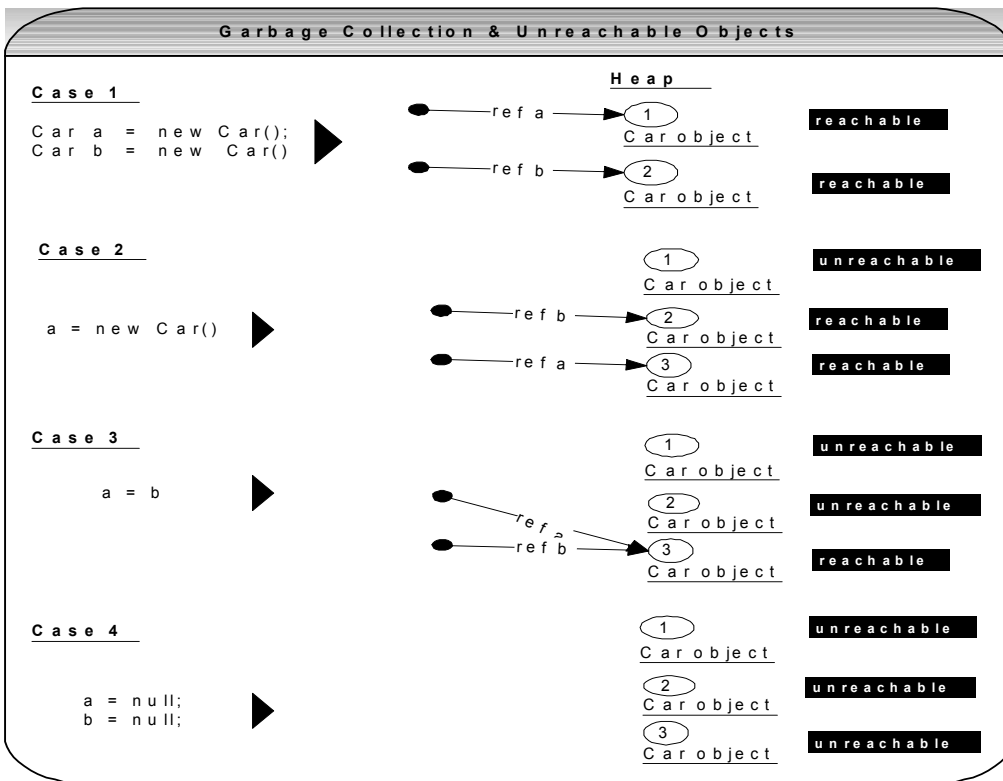 Garbage Collection & Unreachable Objects
Case 1
Car a = new Car();
Car b = new Car()
Heap
ref a
1
Car object
reachable
ref b
2
Car object
reachable
Case 2
a = new Car()
1
Car object
unreachable
ref b
2
Car object
reachable
ref a
3
Car object
reachable
Case 3
a = b
1
Car object
unreachable
2
Car object
unreachable
ref a
ref b
3
Car object
reachable
Case 4
a = null;
b = null;
1
Car object
unreachable
2
Car object
unreachable
3
Car object
unreachable